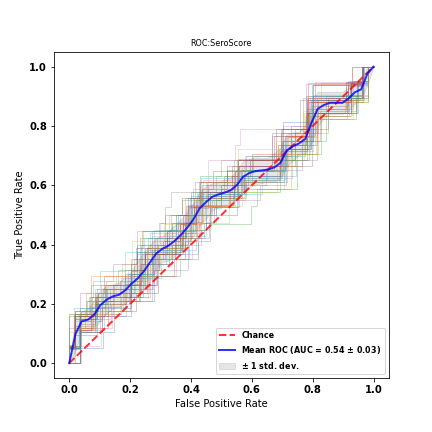 ROC:SeroScore
True Positive Rate
1.0
0.8
0.6
0.4
0.2
0.0
Chance
Mean ROC (AUC = 0.54 ± 0.03)
± 1 std. dev.
0.0 0.2 0.4 0.6 0.8 1.0
False Positive Rate